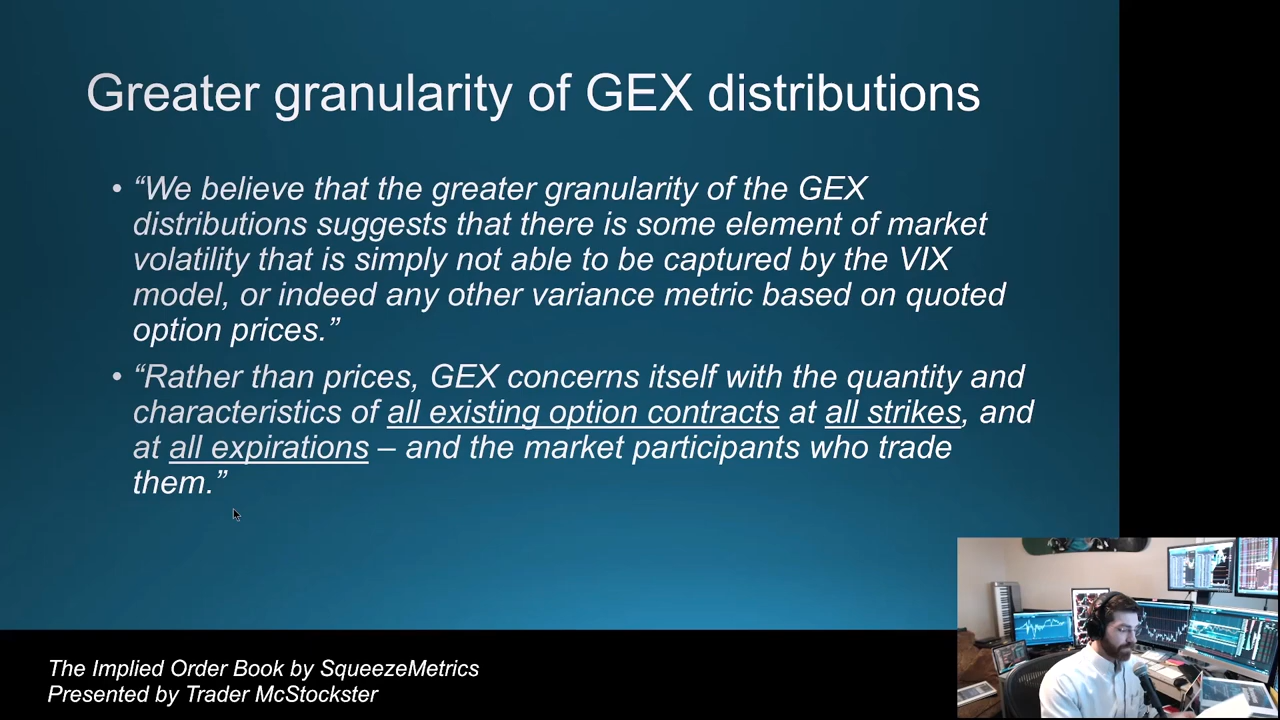 Greater granularity of GEX distributions
• “We believe that the greater granularity of the GEX
distributions suggests that there is some element of market
volatility that is simply not able to be captured by the VIX
model, or indeed any other variance metric based on quoted
option prices.”
• “Rather than prices, GEX concerns itself with the quantity and
characteristics of all existing option contracts at all strikes, and
at all expirations – and the market participants who trade
them.”
The Implied Order Book by SqueezeMetrics
Presented by Trader McStockster